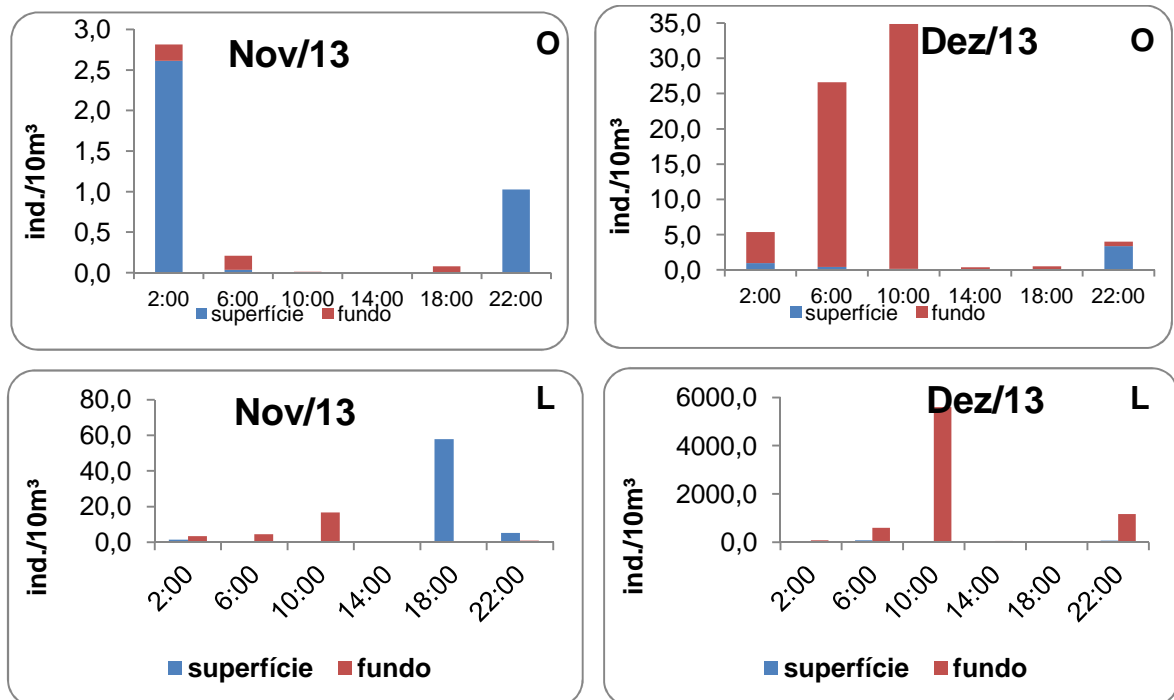 Nov/13
O
ind./10m³
3,0
2,5
2,0
1,5
1,0
0,5
0,0
2:00 6:00 10:00 14:00 18:00 22:00
superfície fundo
Dez/13
O
ind./10m³
35,0
30,0
25,0
20,0
15,0
10,0
5,0
0,0
2:00 6:00 10:00 14:00 18:00 22:00
superfície fundo
Nov/13
L
ind./10m³
80,0
60,0
40,0
20,0
0,0
2:00 6:00 10:00 14:00 18:00 22:00
superfície fundo
Dez/13
L
ind./10m³
6000,0
4000,0
2000,0
0,0
2:00 6:00 10:00 14:00 18:00 22:00
superfície fundo